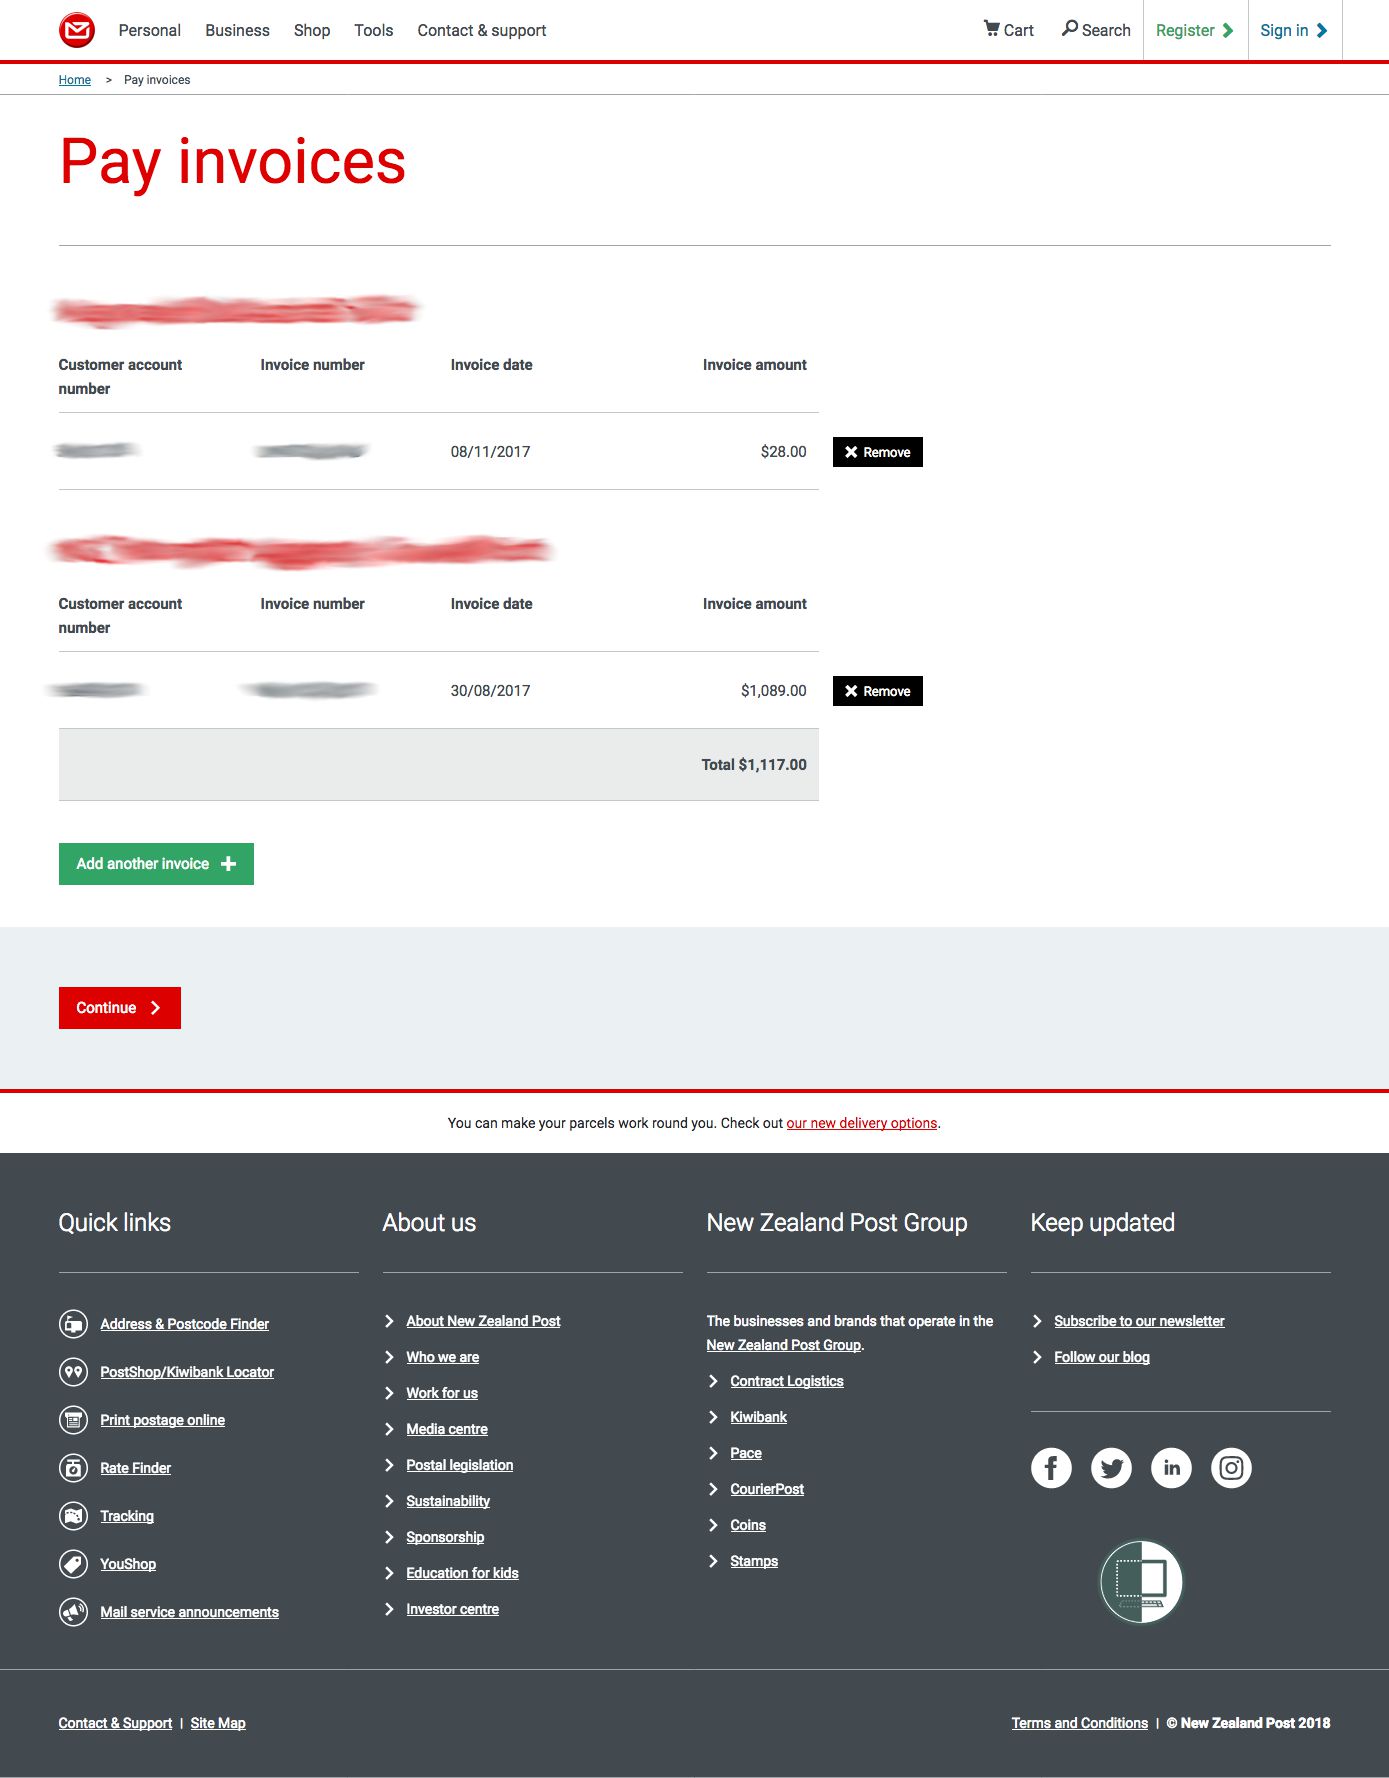 Personal Business Shop Tools Contact & support Cart Search Register Sign in
Home > Pay invoices
Pay invoices
Customer account number Invoice number Invoice date Invoice amount
08/11/2017 $28.00 Remove
Customer account number Invoice number Invoice date Invoice amount
30/08/2017 $1,089.00 Remove
Total $1,117.00
Add another invoice
Continue
You can make your parcels work round you. Check out our new delivery options.
Quick links
Address & Postcode Finder
PostShop/Kiwibank Locator
Print postage online
Rate Finder
Tracking
YouShop
Mail service announcements
About us
About New Zealand Post
Who we are
Work for us
Media centre
Postal legislation
Sustainability
Sponsorship
Education for kids
Investor centre
New Zealand Post Group
The businesses and brands that operate in the
New Zealand Post Group.
Contract Logistics
Kiwibank
Pace
CourierPost
Coins
Stamps
Keep updated
Subscribe to our newsletter
Follow our blog
Contact & Support | Site Map
Terms and Conditions | © New Zealand Post 2018